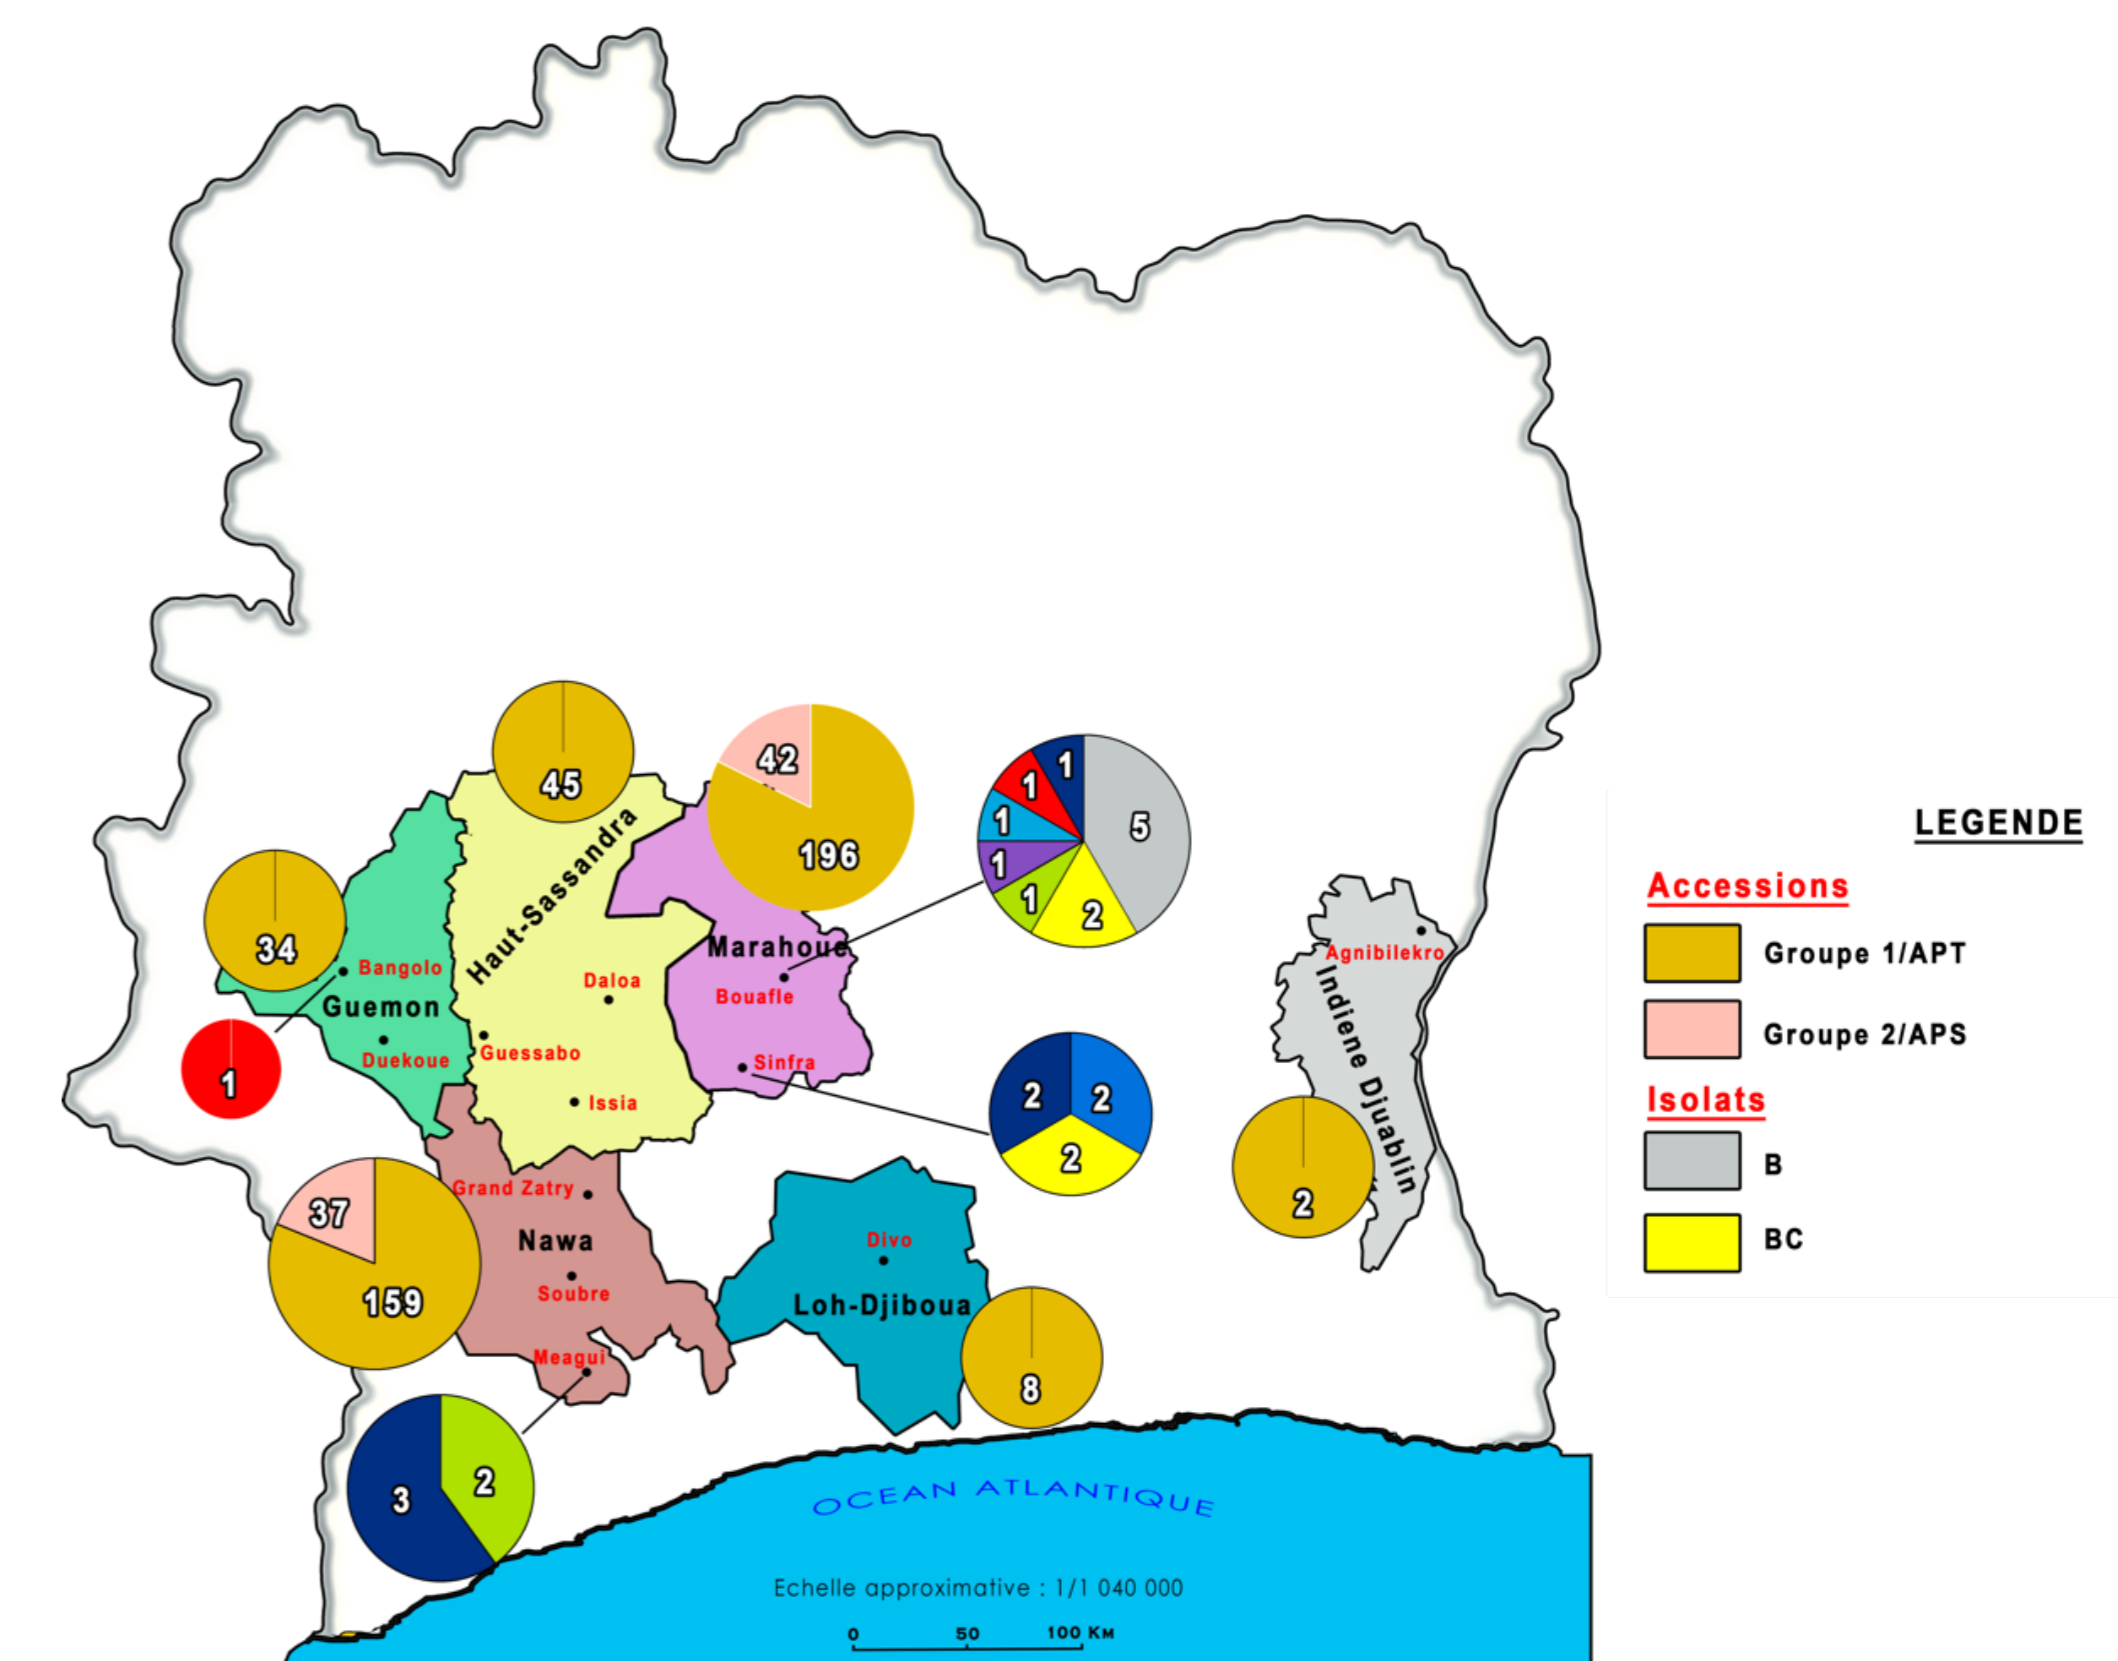 45
42
196
1
1
5
1
1
1
2
34
Haut-Sassandra
Marahoue
Bangolo
Guemon
Duekoue
1
Daloa
Guessabo
Issia
Bouafle
Sinfra
2
2
2
Agnibilekro
Indiene Djuablin
2
37
159
Grand Zatry
Nawa
Soubre
Meagui
Divo
Loh-Djiboua
8
3
2
OCEAN ATLANTIQUE
Echelle approximative : 1/1 040 000
0 50 100 KM
LEGENDE
Accessions
Groupe 1/APT
Groupe 2/APS
Isolats
B
BC